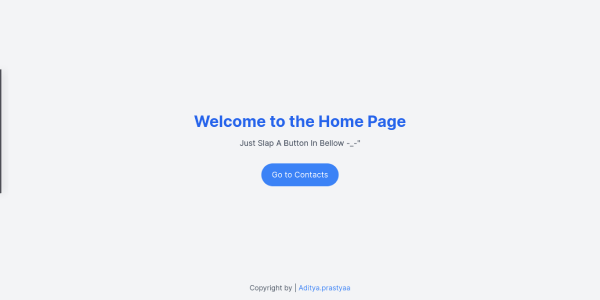 Welcome to the Home Page
Just Slap A Button In Bellow -_-"
Go to Contacts
Copyright by | Aditya.prastyaa